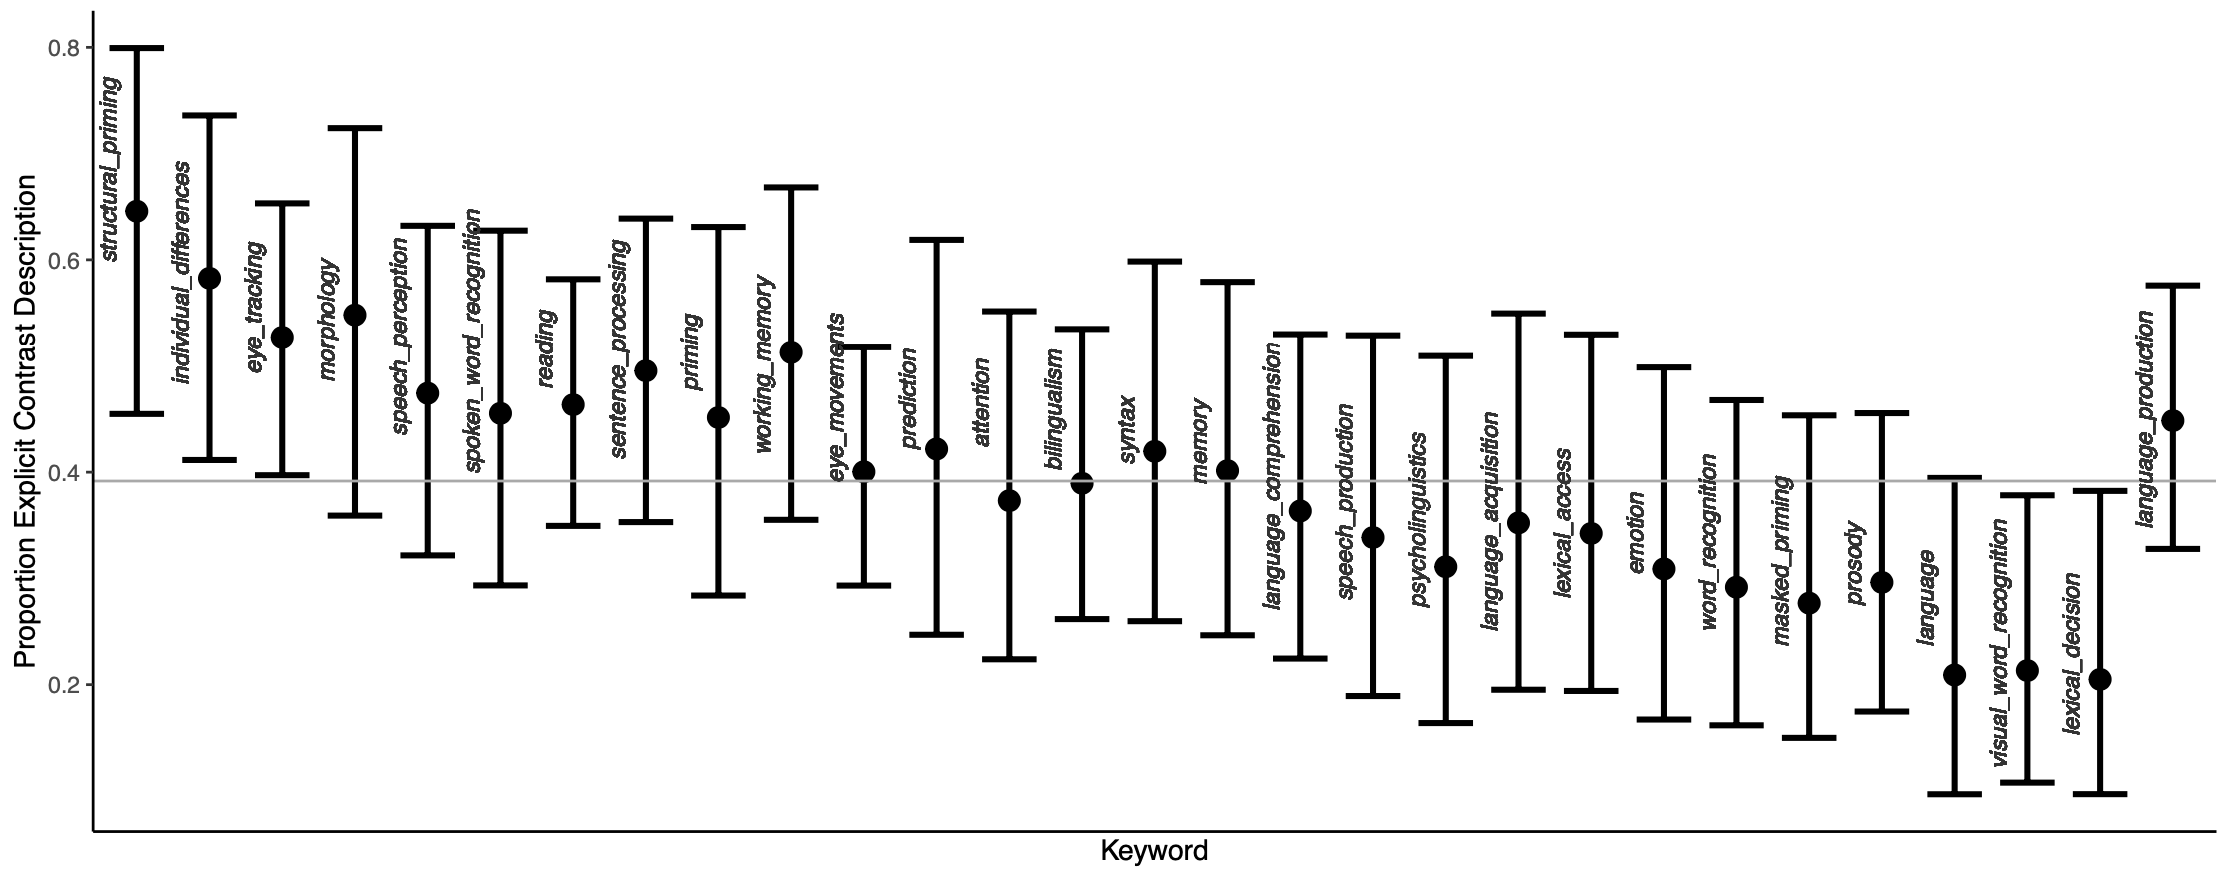 Proportion Explicit Contrast Description
0.8
0.6
0.4
0.2
structural_priming
individual_differences
eye_tracking
morphology
speech_perception
spoken_word_recognition
reading
sentence_processing
priming
working_memory
eye_movements
prediction
attention
bilingualism
syntax
memory
language_comprehension
speech_production
psycholinguistics
language_acquisition
lexical_access
emotion
word_recognition
masked_priming
prosody
language
visual_word_recognition
lexical_decision
language_production
Keyword